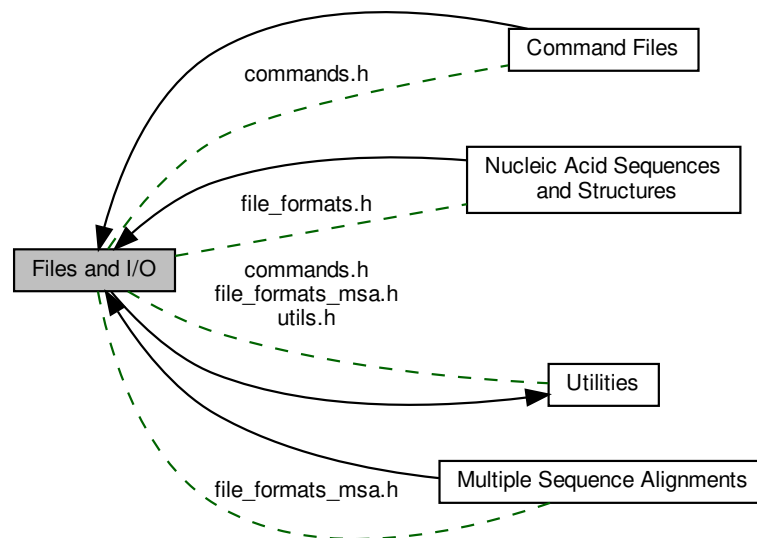 Command Files
commands.h
Nucleic Acid Sequences
and Structures
file_formats.h
Files and I/O
commands.h
file_formats_msa.h
utils.h
Utilities
Multiple Sequence Alignments
file_formats_msa.h